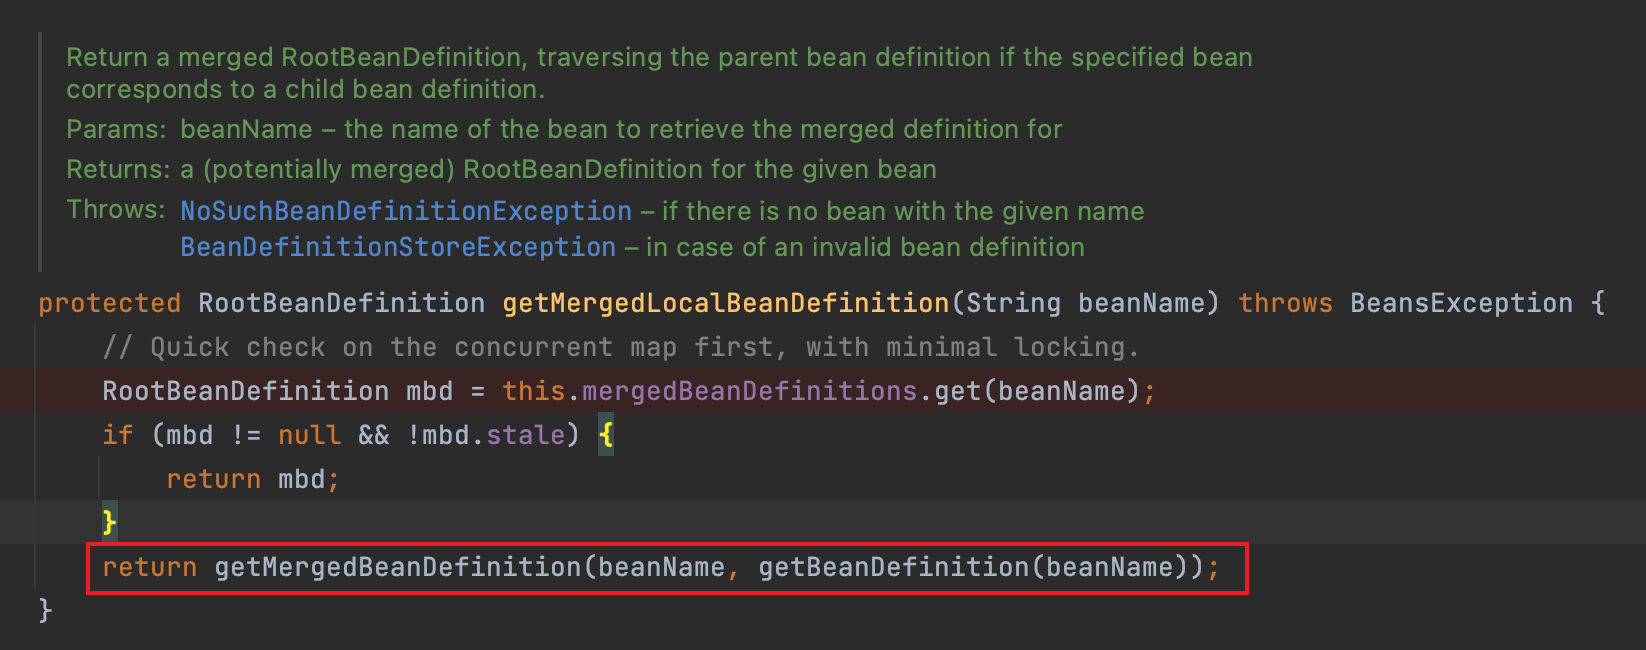 Return a merged RootBeanDefinition, traversing the parent bean definition if the specified bean
corresponds to a child bean definition.
Params: beanName – the name of the bean to retrieve the merged definition for
Returns: a (potentially merged) RootBeanDefinition for the given bean
Throws: NoSuchBeanDefinitionException – if there is no bean with the given name
BeanDefinitionStoreException – in case of an invalid bean definition
protected RootBeanDefinition getMergedLocalBeanDefinition(String beanName) throws BeansException {
// Quick check on the concurrent map first, with minimal locking.
RootBeanDefinition mbd = this.mergedBeanDefinitions.get(beanName);
if (mbd != null && !mbd.stale) {
return mbd;
}
return getMergedBeanDefinition(beanName, getBeanDefinition(beanName));
}